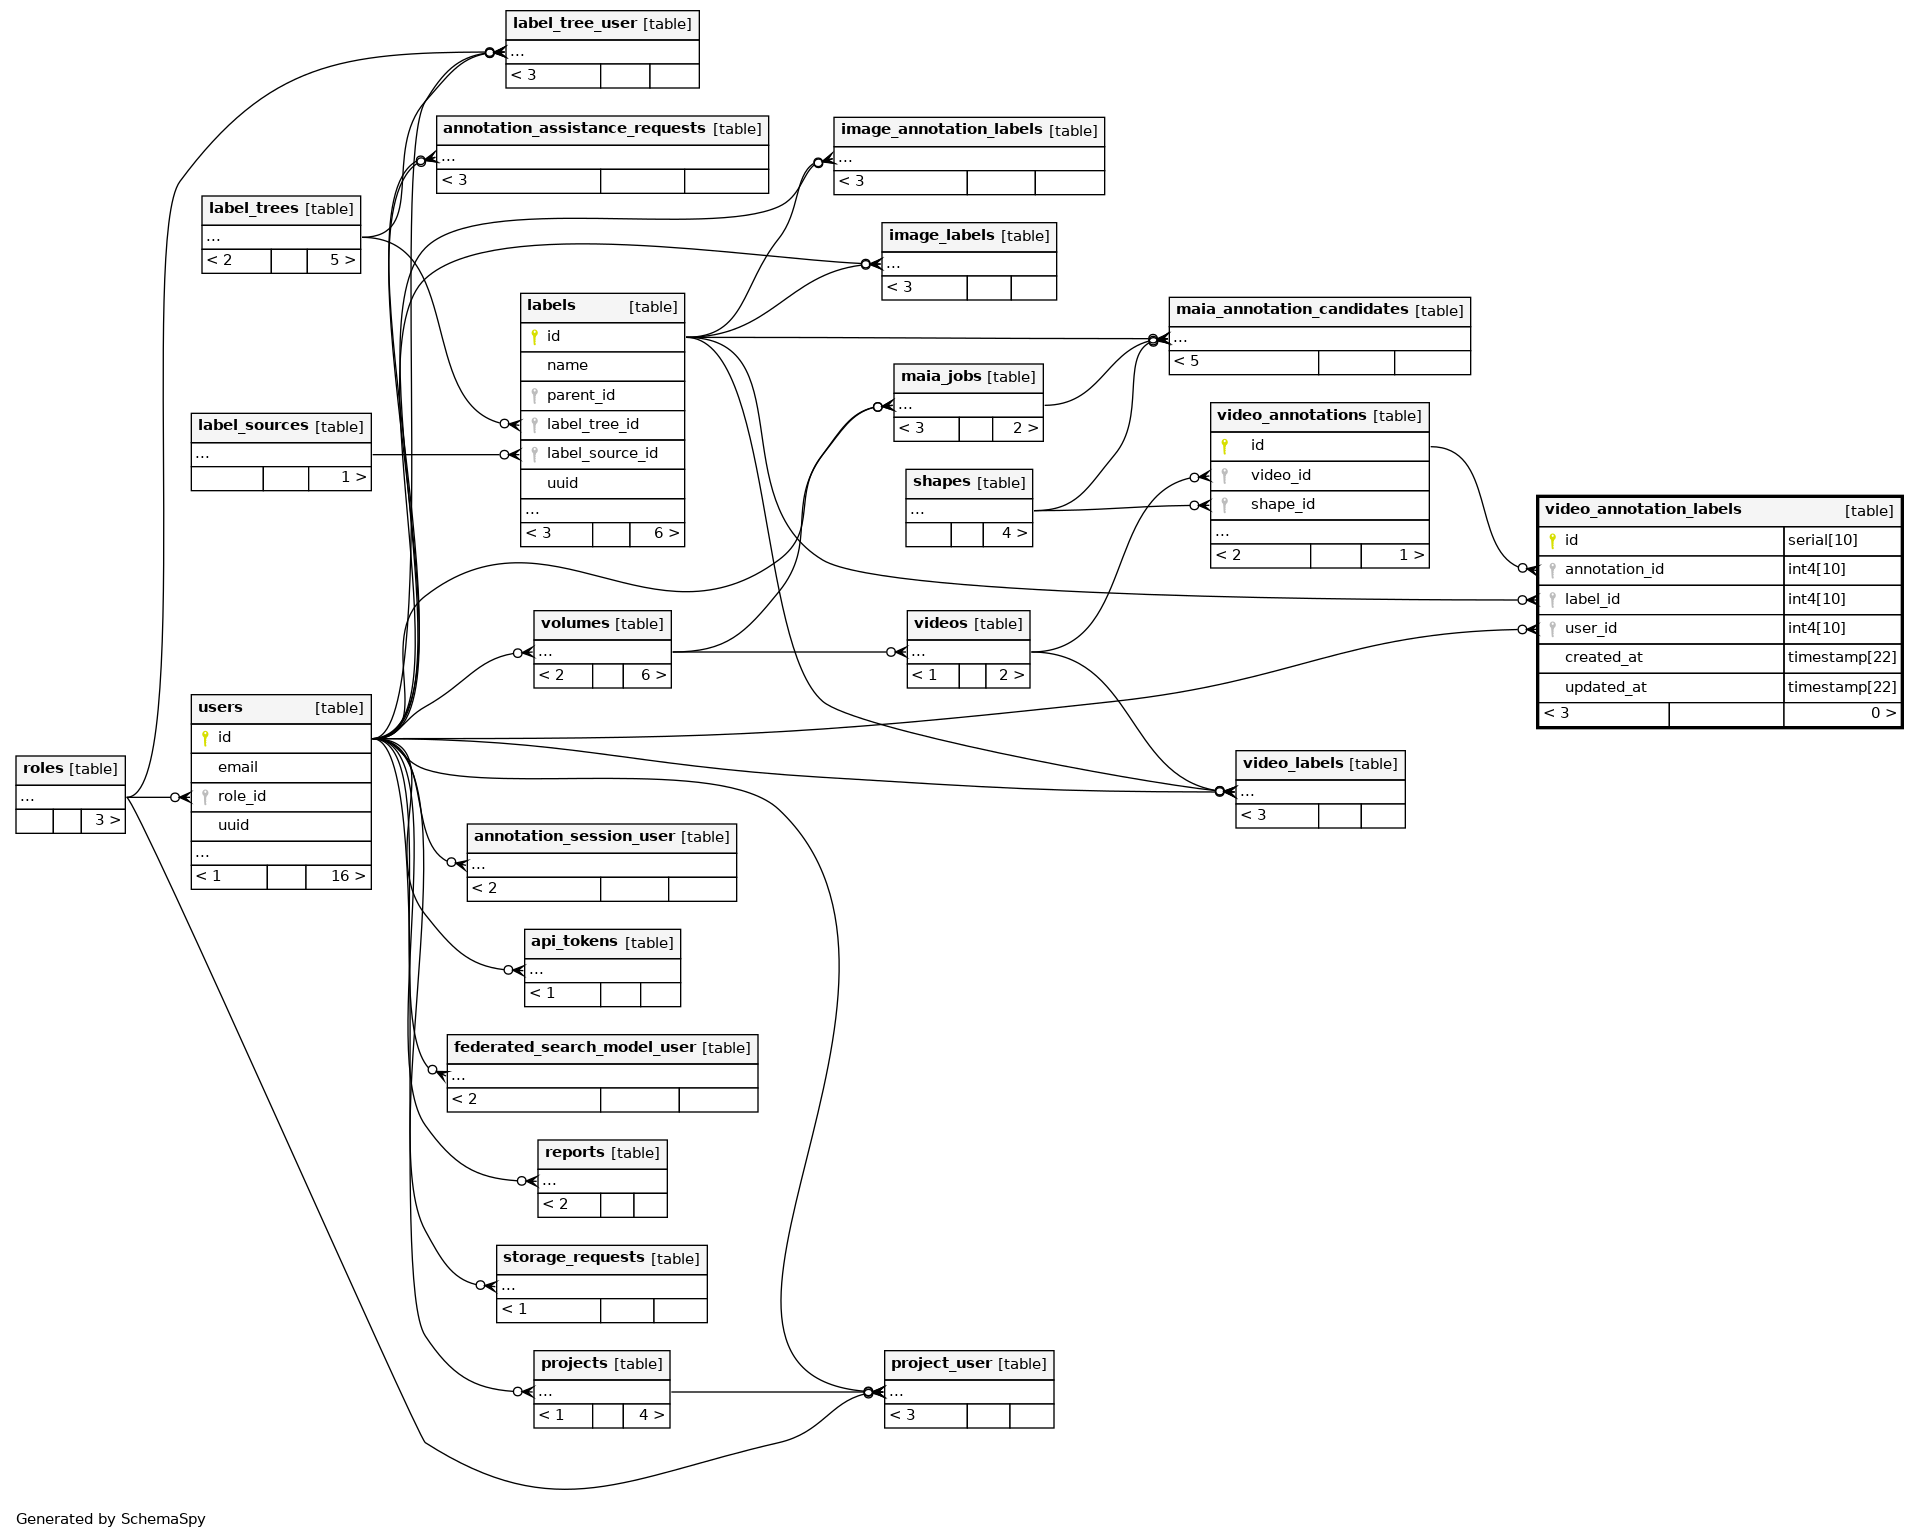 label_tree_user [table]
...
< 3
annotation_assistance_requests [table]
...
< 3
image_annotation_labels [table]
...
< 3
label_trees [table]
...
< 2 5 >
image_labels [table]
...
< 3
labels [table]
id
name
parent_id
label_tree_id
label_source_id
uuid
...
< 3 6 >
maia_annotation_candidates [table]
...
< 5
maia_jobs [table]
...
< 3 2 >
label_sources [table]
...
1 >
video_annotations [table]
id
video_id
shape_id
...
< 2 1 >
shapes [table]
...
4 >
video_annotation_labels [table]
id serial[10]
annotation_id int4[10]
label_id int4[10]
user_id int4[10]
created_at timestamp[22]
updated_at timestamp[22]
< 3 0 >
volumes [table]
...
< 2 6 >
videos [table]
...
< 1 2 >
users [table]
id
email
role_id
uuid
...
< 1 16 >
roles [table]
...
3 >
video_labels [table]
...
< 3
annotation_session_user [table]
...
< 2
api_tokens [table]
...
< 1
federated_search_model_user [table]
...
< 2
reports [table]
...
< 2
storage_requests [table]
...
< 1
projects [table]
...
< 1 4 >
project_user [table]
...
< 3
Generated by SchemaSpy